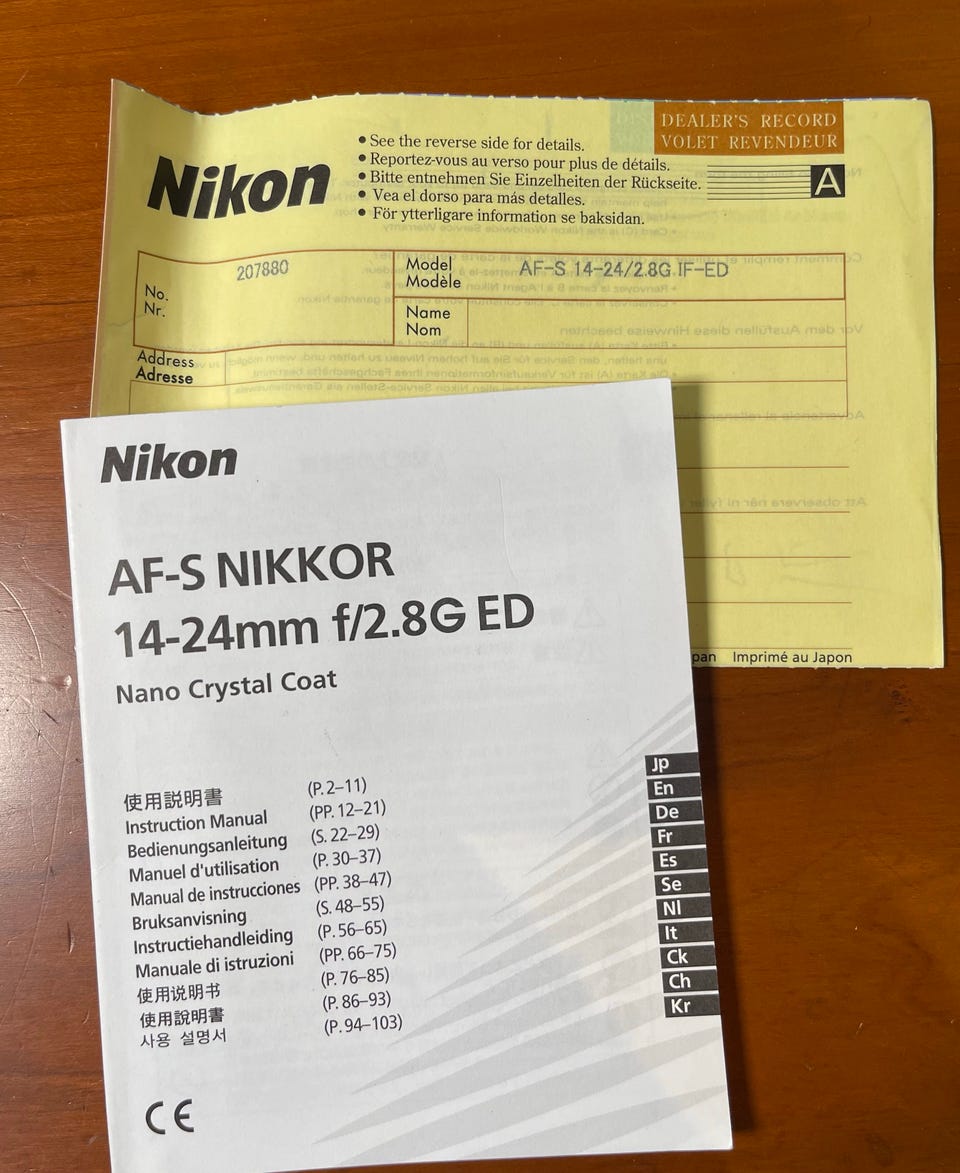 DEALER'S RECORD
VOLET REVENDEUR
Nikon
• See the reverse side for details.
• Reportez-vous au verso pour plus de détails.
• Bitte entnehmen Sie Einzelheiten der Rückseite.
• Vea el dorso para más detalles.
• För ytterligare information se baksidan.
A
No.
Nr.
207880
Model
Modèle
AF-S 14-24/2.8G IF-ED
Name
Nom
Address
Adresse
Imprimé au Japon
Nikon
AF-S NIKKOR
14-24mm f/2.8G ED
Nano Crystal Coat
使用説明書 (P. 2–11)
Instruction Manual (PP. 12–21)
Bedienungsanleitung (S. 22–29)
Manuel d'utilisation (P. 30–37)
Manual de instrucciones (PP. 38–47)
Bruksanvisning (S. 48–55)
Instructiehandleiding (P. 56–65)
Manuale di istruzioni (PP. 66–75)
使用说明书 (P. 76–85)
使用說明書 (P. 86–93)
사용 설명서 (P. 94–103)
Jp
En
De
Fr
Es
Se
Nl
It
Ck
Ch
Kr
CE